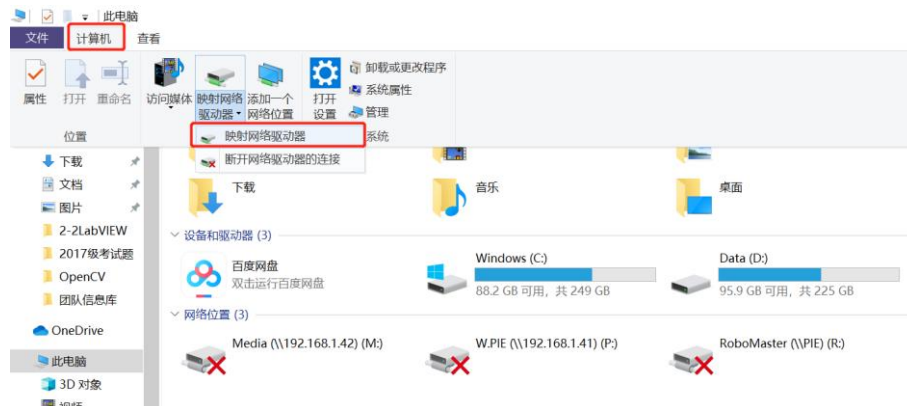 此电脑
文件 计算机 查看
属性 打开 重命名 访问媒体 映射网络驱动器 添加一个网络位置 打开设置 卸载或更改程序
系统属性
管理
位置 系统
映射网络驱动器
断开网络驱动器的连接
下载
文档
图片
2-2LabVIEW
2017级考试题
OpenCV
团队信息库
OneDrive
此电脑
3D 对象
视频
下载 音乐 桌面
设备和驱动器 (3)
百度网盘
双击运行百度网盘
Windows (C:)
88.2 GB 可用，共 249 GB
Data (D:)
95.9 GB 可用，共 225 GB
网络位置 (3)
Media (\\192.168.1.42) (M:)
W.PIE (\\192.168.1.41) (P:)
RoboMaster (\\PIE) (R:)